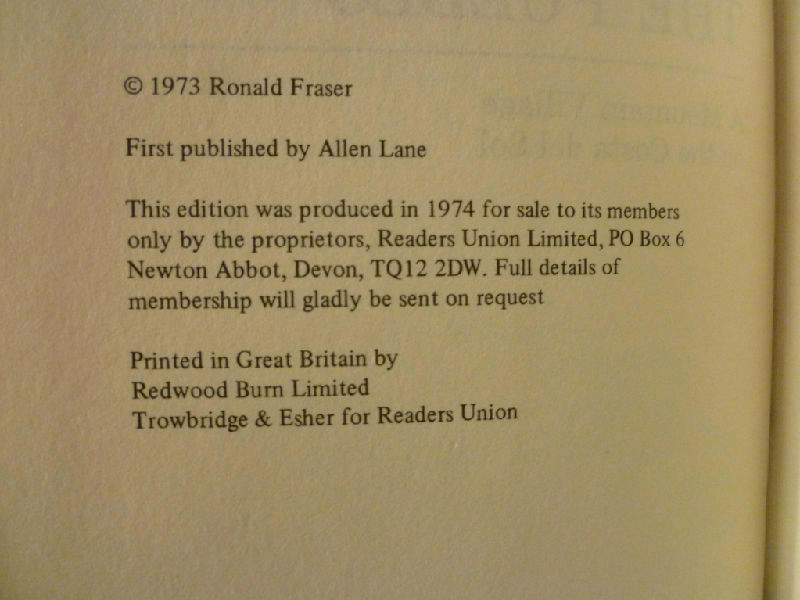 © 1973 Ronald Fraser
First published by Allen Lane
This edition was produced in 1974 for sale to its members
only by the proprietors, Readers Union Limited, PO Box 6
Newton Abbot, Devon, TQ12 2DW. Full details of
membership will gladly be sent on request
Printed in Great Britain by
Redwood Burn Limited
Trowbridge & Esher for Readers Union